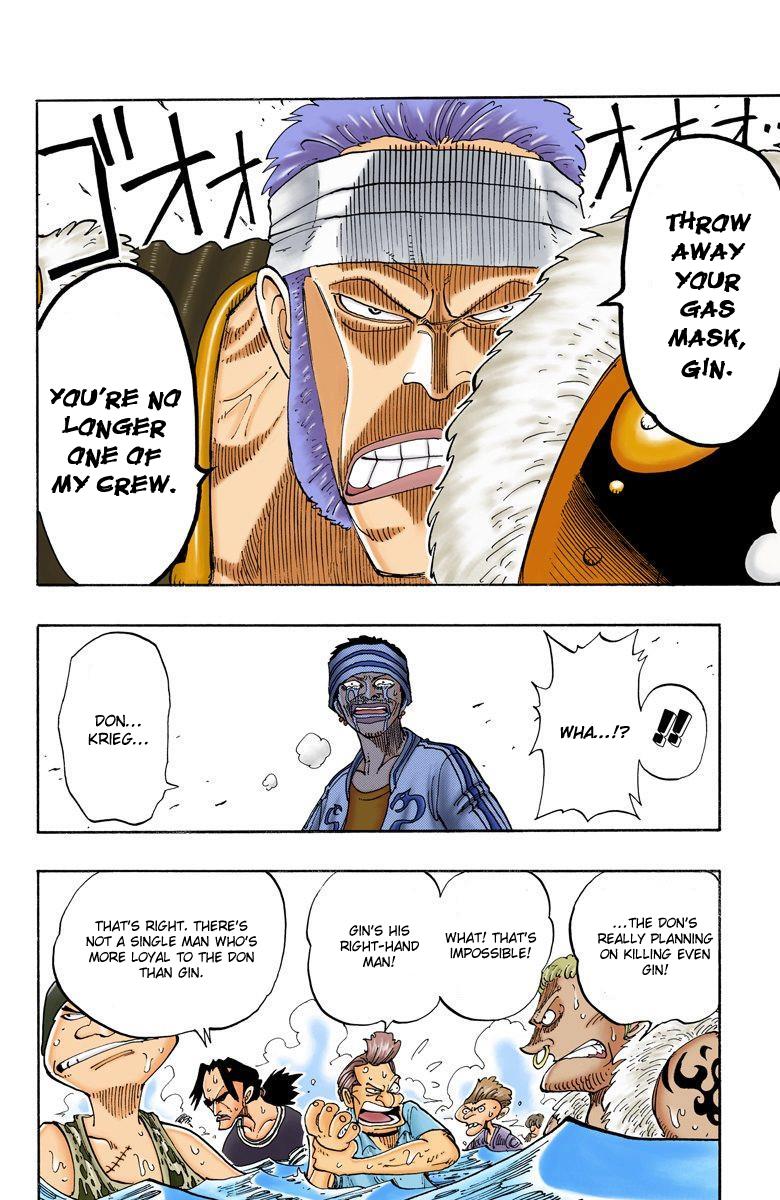 THROW
AWAY
YOUR
GAS
MASK,
GIN.
YOU'RE NO
LONGER
ONE OF
MY CREW.
ゴオオオオオオ...
!!
WHA...!?
DON...
KRIEG...
...THE DON'S
REALLY PLANNING
ON KILLING EVEN
GIN!
WHAT! THAT'S
IMPOSSIBLE!
GIN'S HIS
RIGHT-HAND
MAN!
THAT'S RIGHT. THERE'S
NOT A SINGLE MAN WHO'S
MORE LOYAL TO THE DON
THAN GIN.